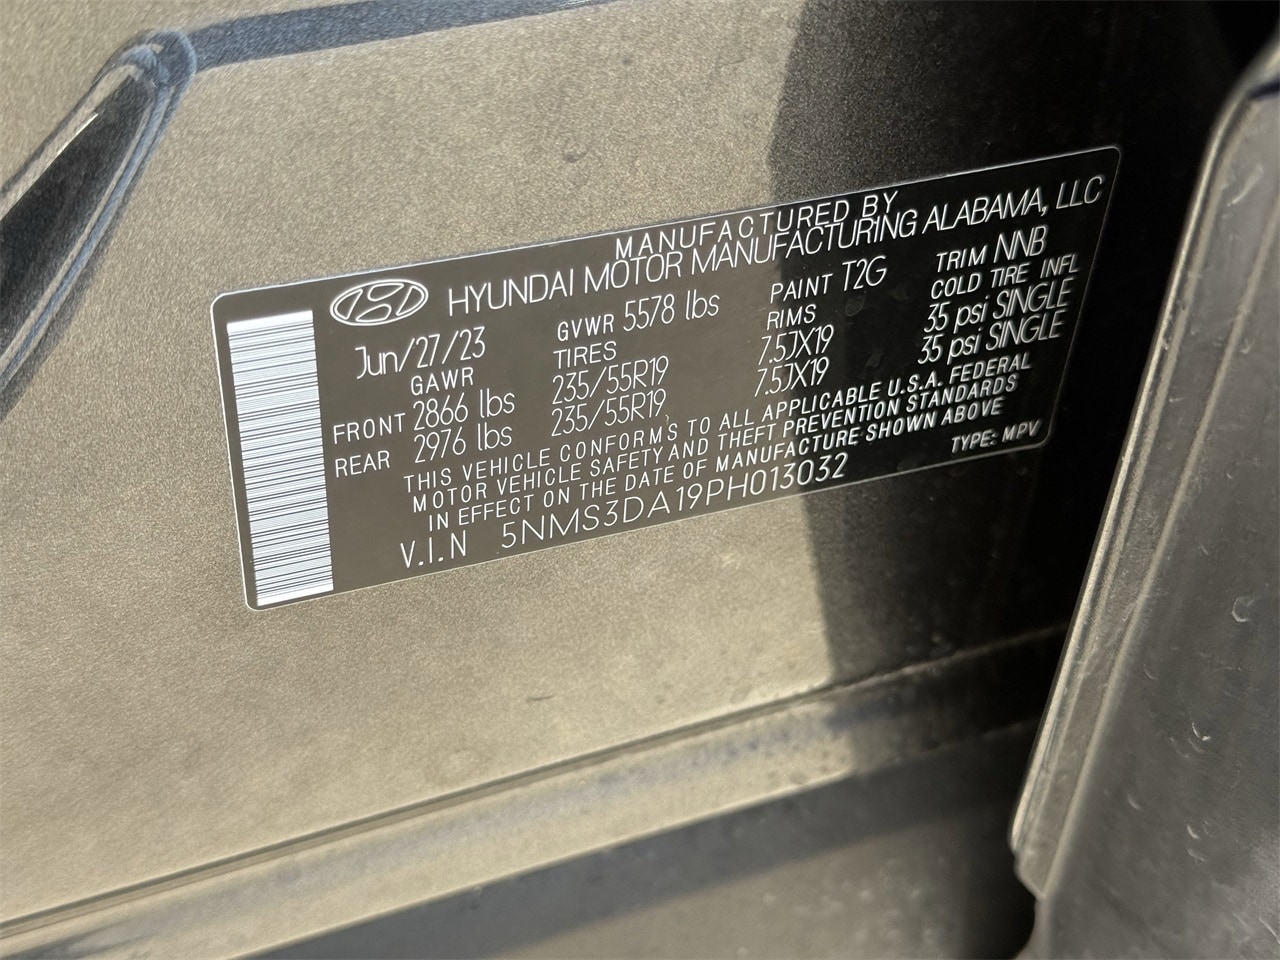 MANUFACTURED BY
HYUNDAI MOTOR MANUFACTURING ALABAMA, LLC
Jun/27/23 GVWR 5578 lbs PAINT T2G TRIM NNB
GAWR TIRES RIMS COLD TIRE INFL
FRONT 2866 lbs 235/55R19 7.5JX19 35 psi SINGLE
REAR 2976 lbs 235/55R19 7.5JX19 35 psi SINGLE
THIS VEHICLE CONFORMS TO ALL APPLICABLE U.S.A. FEDERAL
MOTOR VEHICLE SAFETY AND THEFT PREVENTION STANDARDS
IN EFFECT ON THE DATE OF MANUFACTURE SHOWN ABOVE
V.I.N 5NMS3DA19PH013032 TYPE: MPV